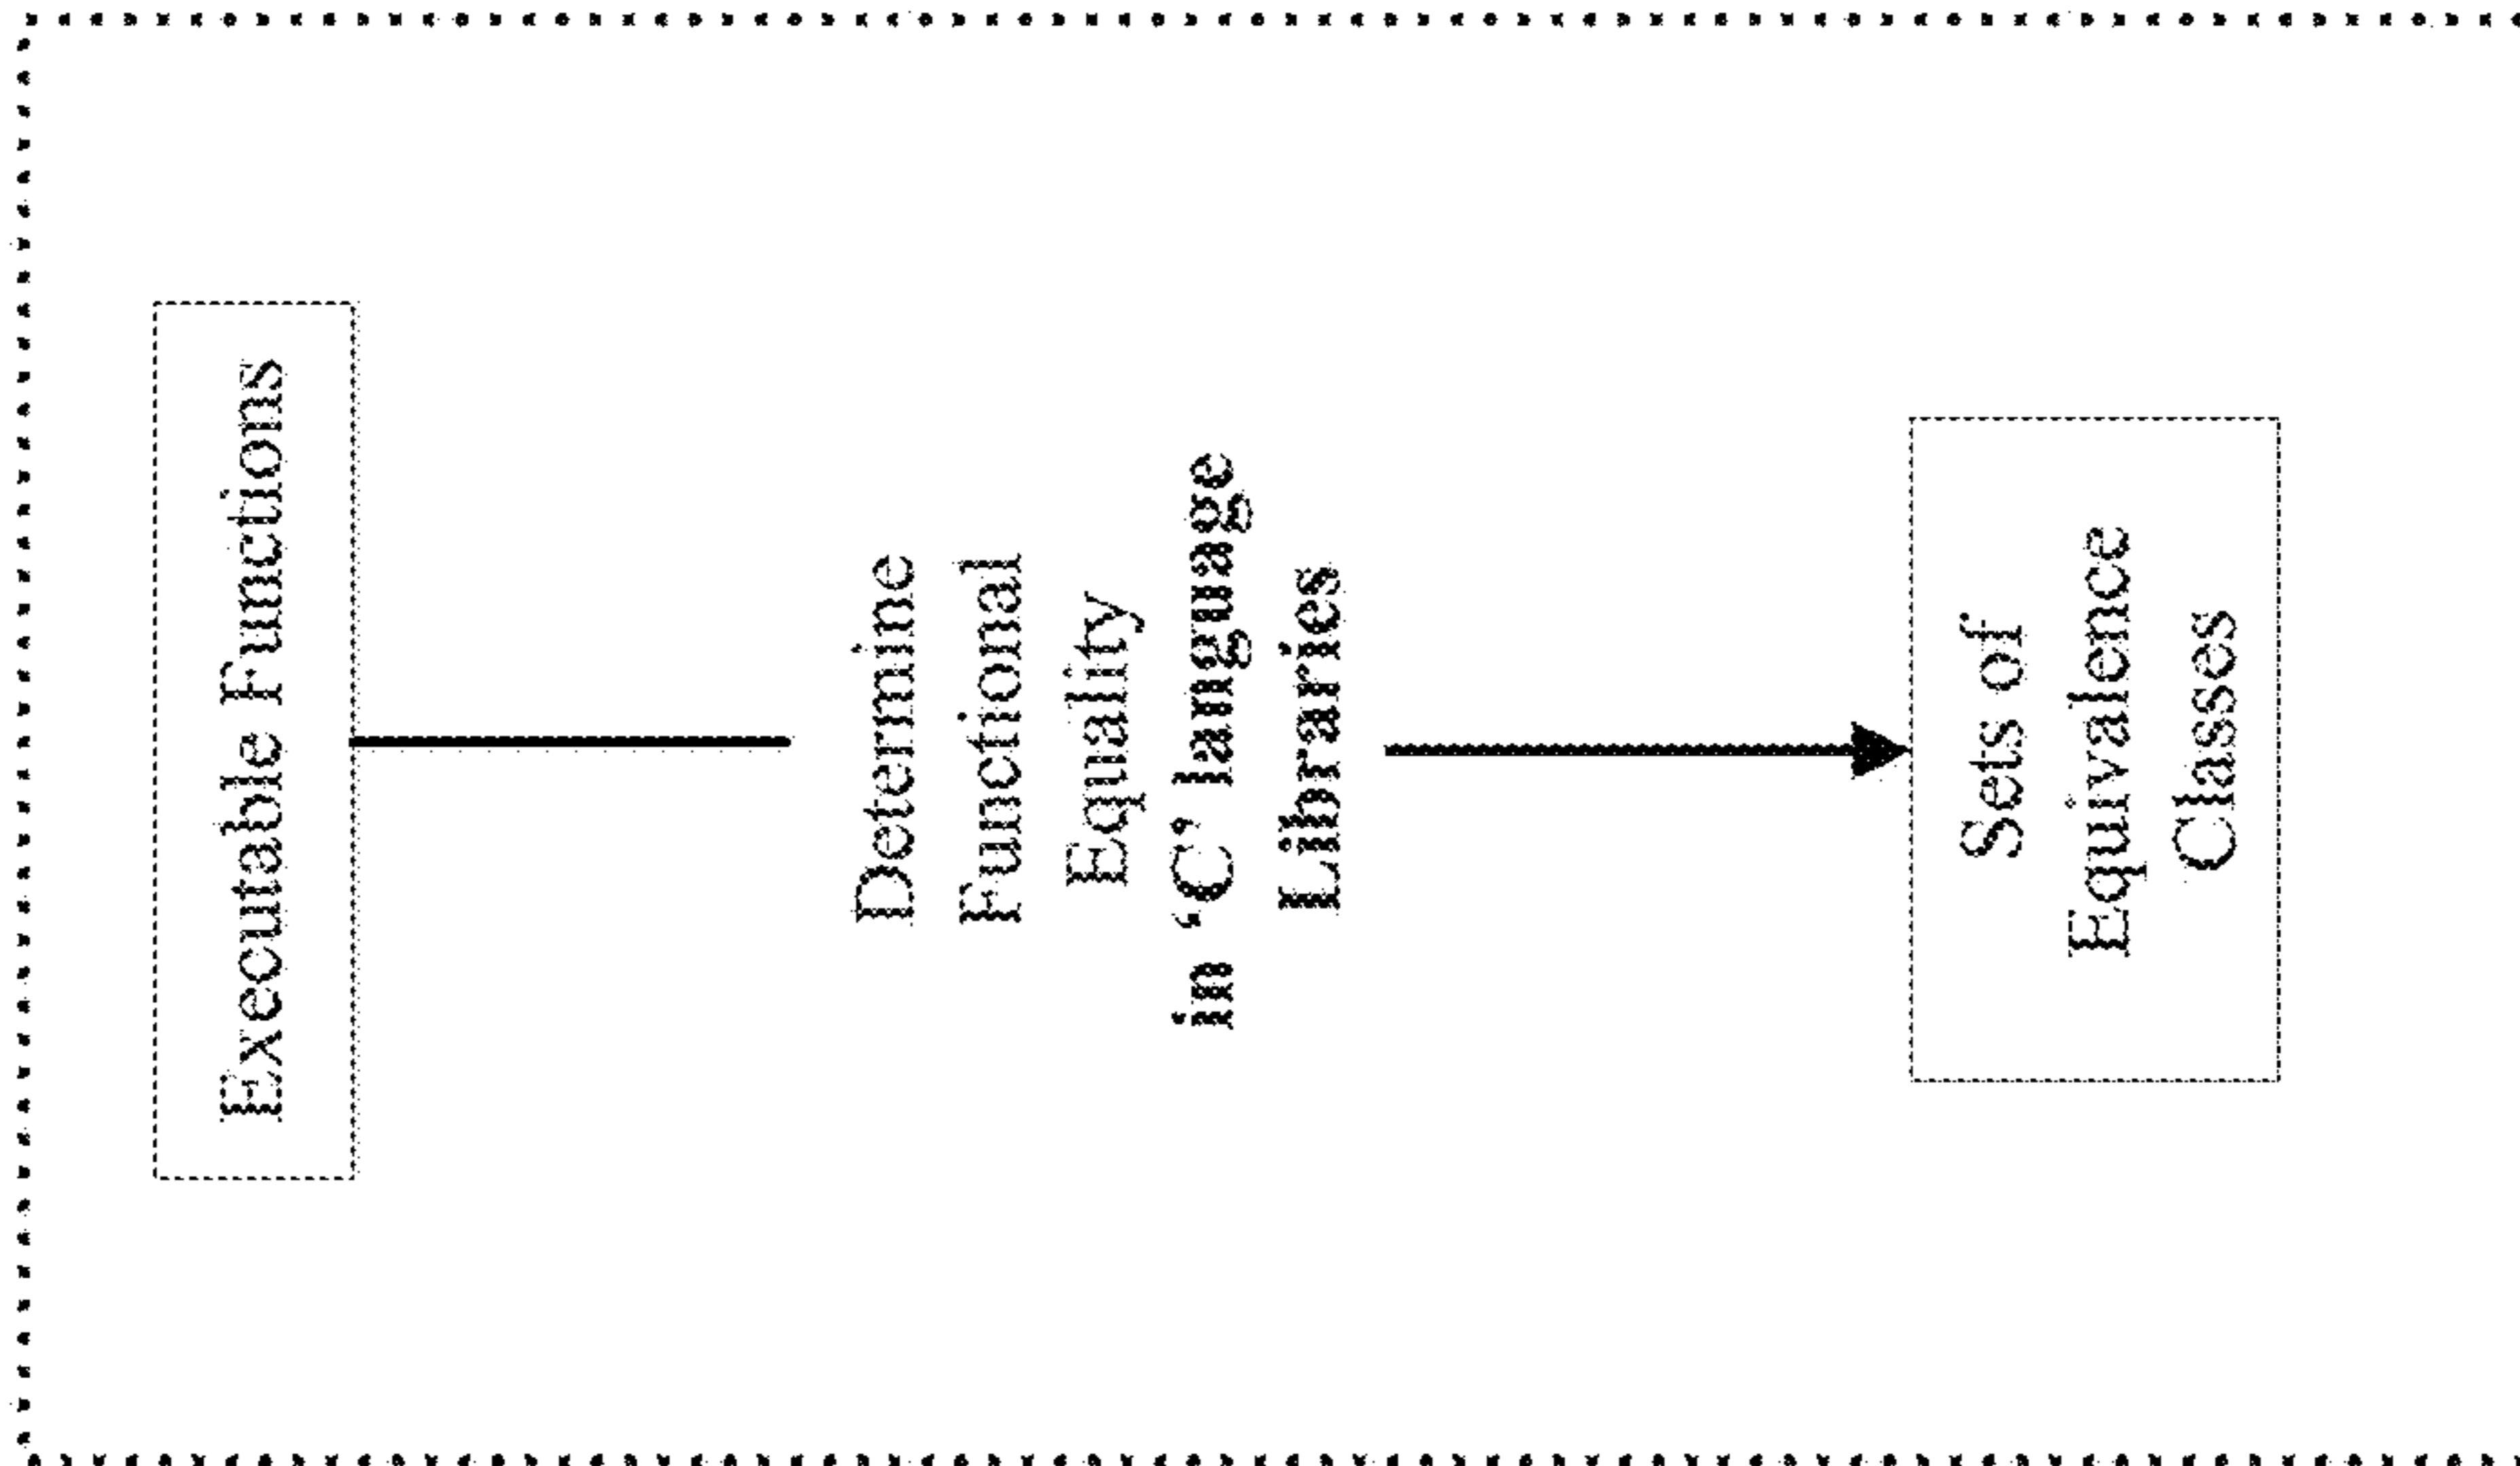 Executable Functions
Determine
Functional
Equality
in ‘C’ language
Libraries
Sets of
Equivalence
Classes